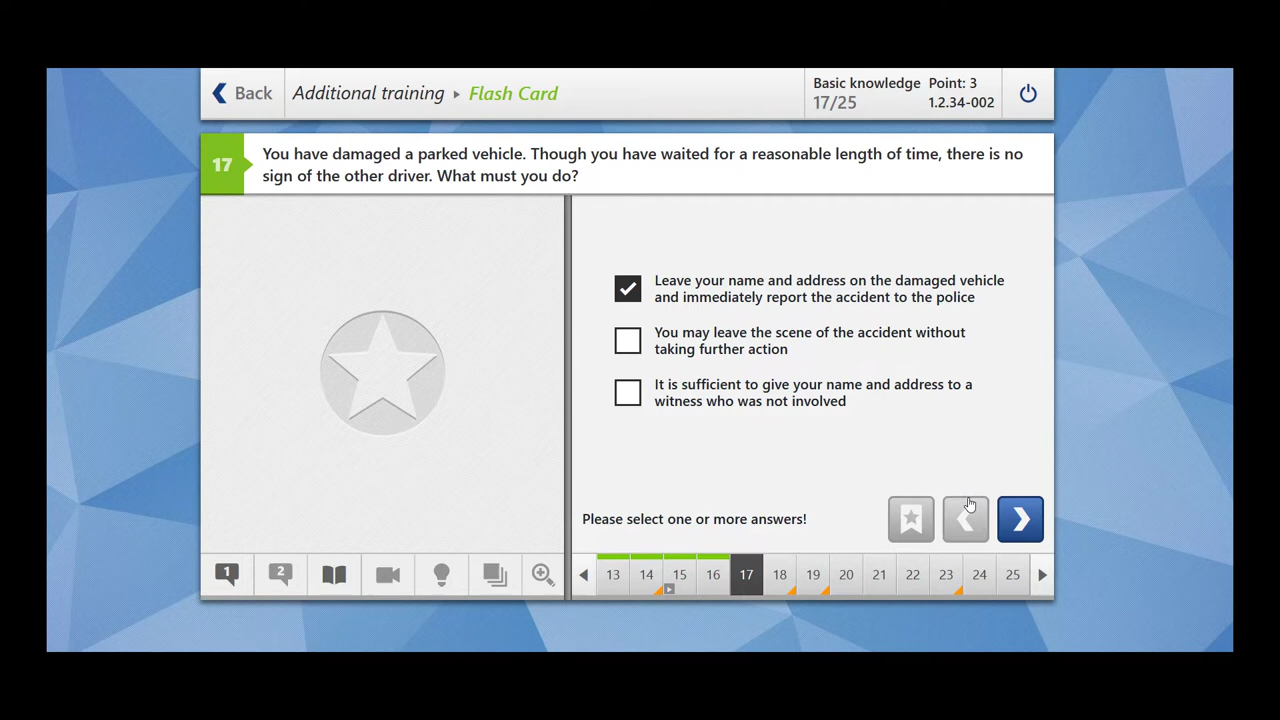 Back
Additional training ▸ Flash Card
Basic knowledge Point: 3
17/25 1.2.34-002
17
You have damaged a parked vehicle. Though you have waited for a reasonable length of time, there is no
sign of the other driver. What must you do?
Leave your name and address on the damaged vehicle
and immediately report the accident to the police
You may leave the scene of the accident without
taking further action
It is sufficient to give your name and address to a
witness who was not involved
Please select one or more answers!
1 2
13 14 15 16 17 18 19 20 21 22 23 24 25